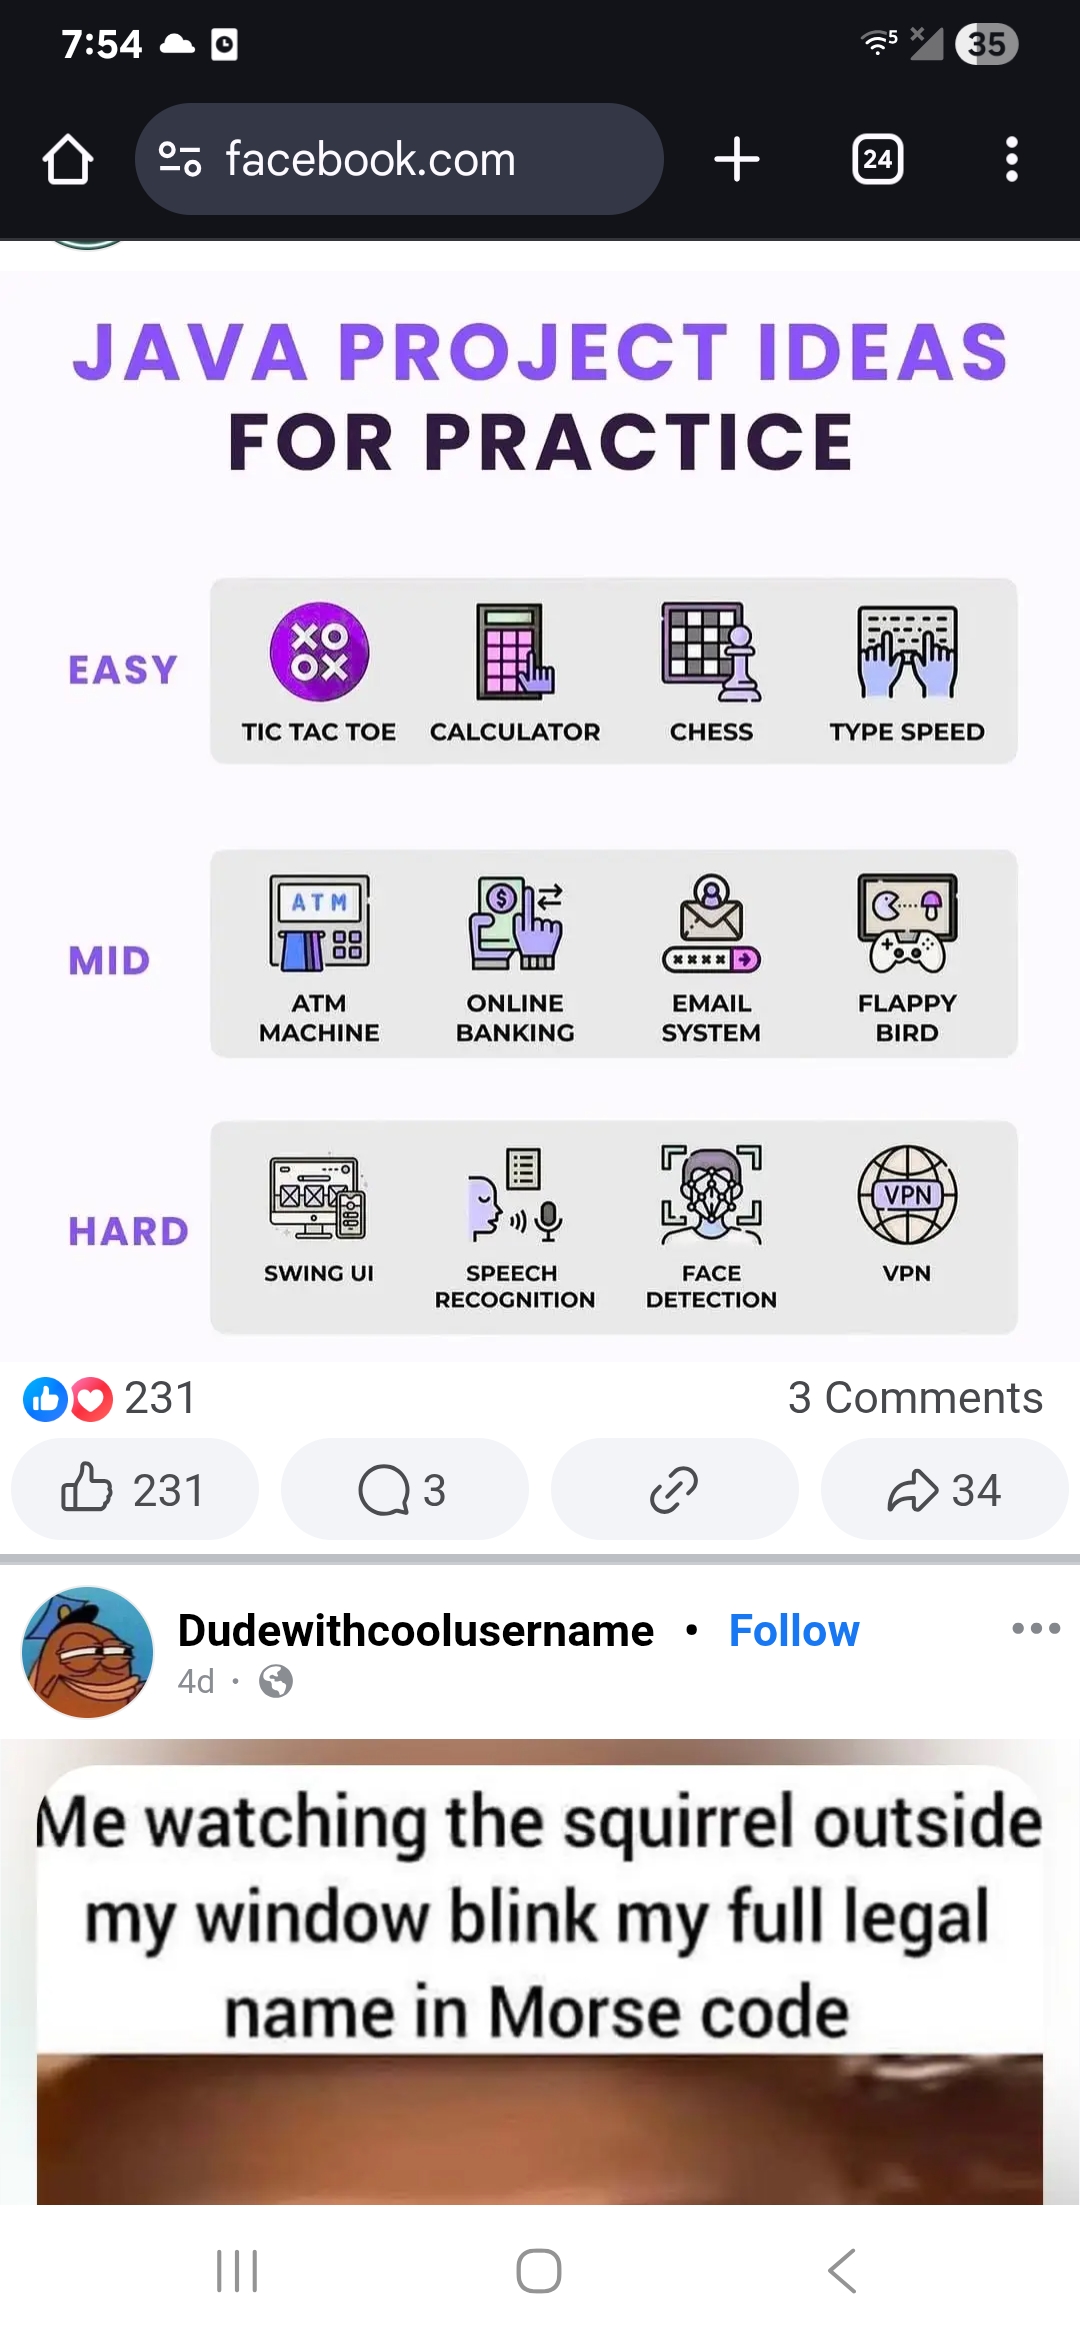 7:54
5
35
facebook.com
24
JAVA PROJECT IDEAS
FOR PRACTICE
EASY
XO
OX
TIC TAC TOE
CALCULATOR
CHESS
TYPE SPEED
MID
ATM
ATM
MACHINE
$
ONLINE
BANKING
EMAIL
SYSTEM
FLAPPY
BIRD
HARD
SWING UI
SPEECH
RECOGNITION
FACE
DETECTION
VPN
VPN
231
3 Comments
231
3
34
Dudewithcoolusername • Follow
4d •
Me watching the squirrel outside
my window blink my full legal
name in Morse code